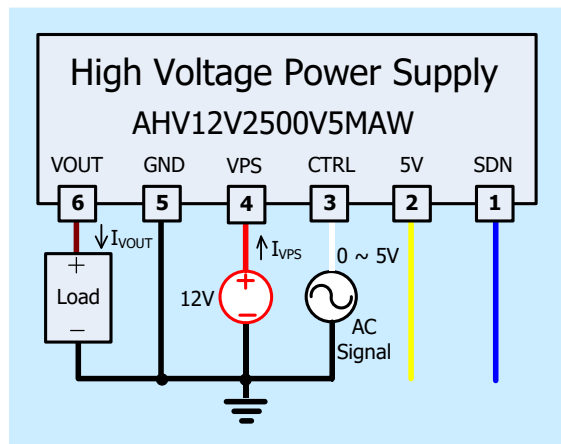 High Voltage Power Supply
AHV12V2500V5MAW
VOUT GND VPS CTRL 5V SDN
6 5 4 3 2 1
↓IVOUT ↑IVPS 0 ~ 5V
+
Load
−
12V
+
−
AC
Signal